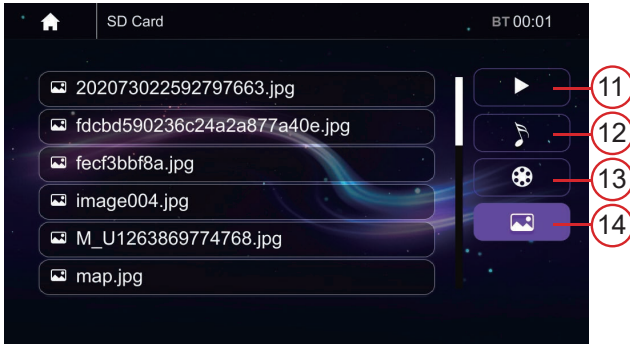 SD Card BT 00:01
202073022592797663.jpg
fdcbd590236c24a2a877a40e.jpg
fecf3bbf8a.jpg
image004.jpg
M_U1263869774768.jpg
map.jpg
11
12
13
14